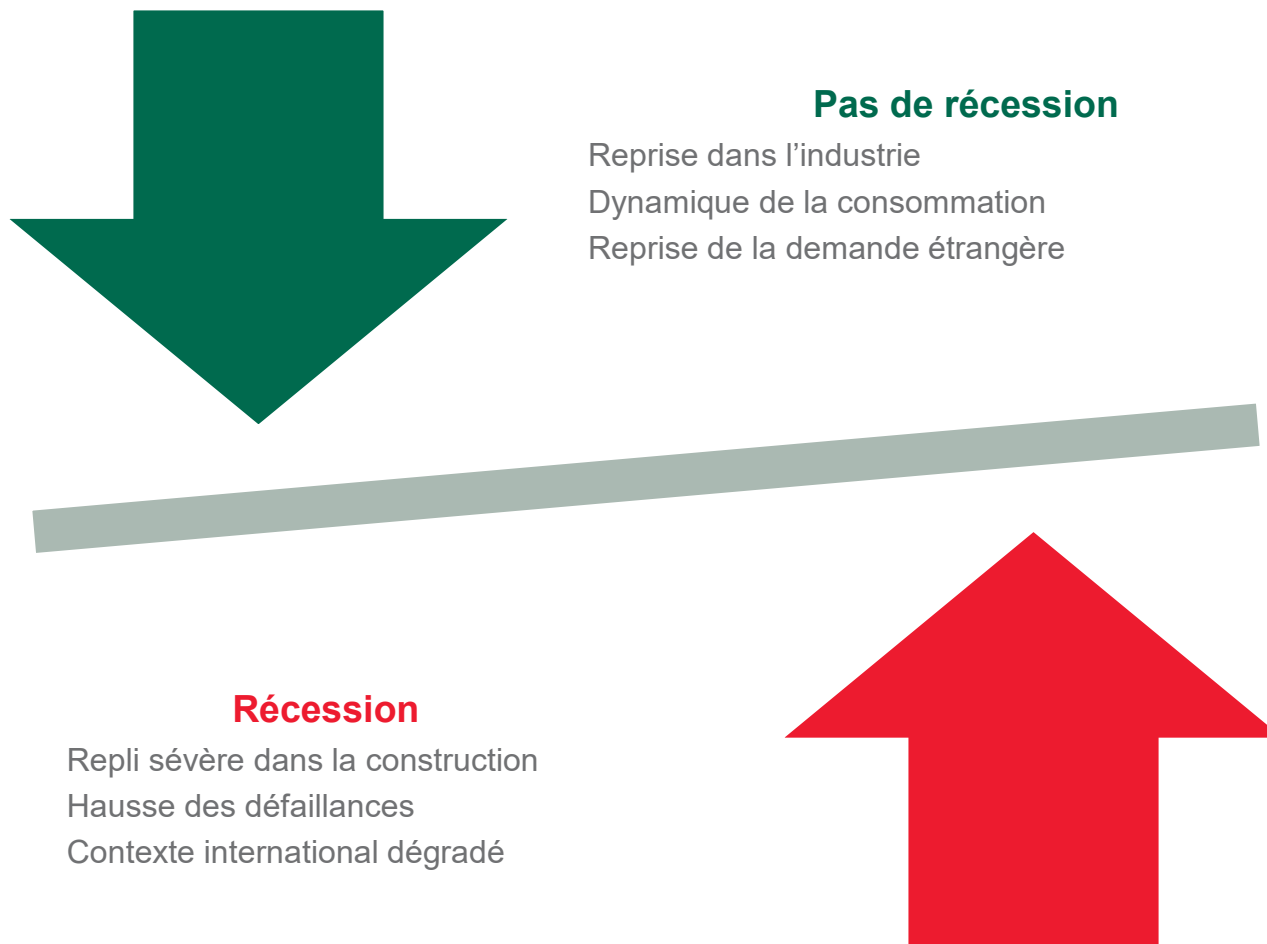 Pas de récession
Reprise dans l’industrie
Dynamique de la consommation
Reprise de la demande étrangère
Récession
Repli sévère dans la construction
Hausse des défaillances
Contexte international dégradé